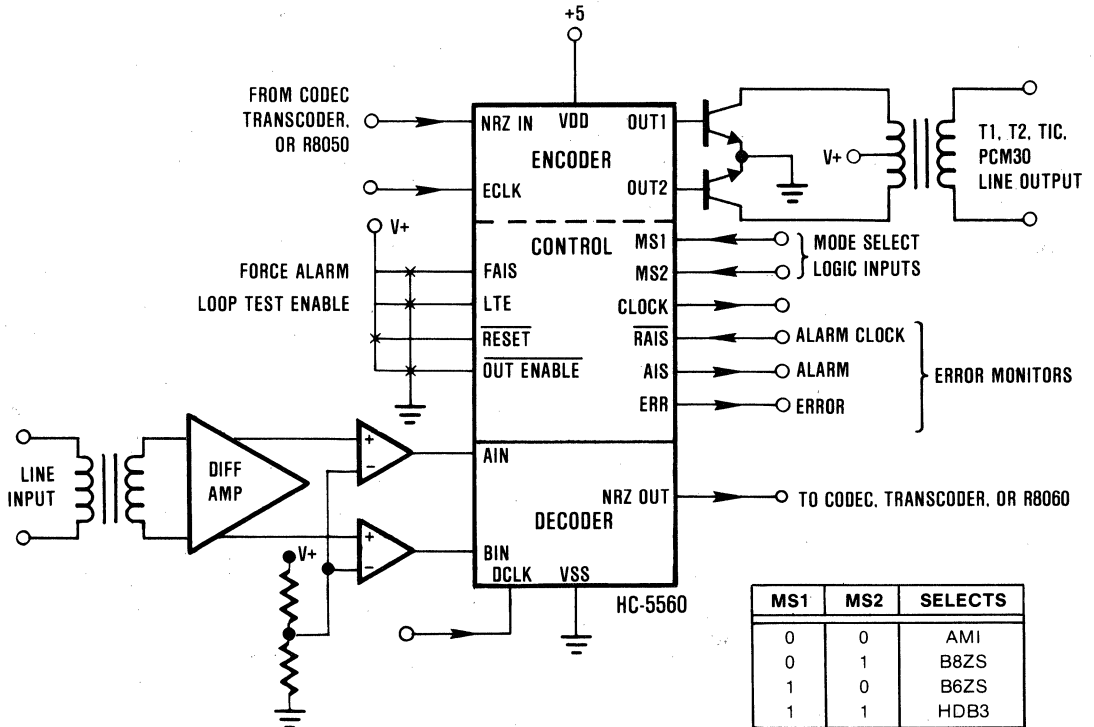 +5
FROM CODEC
TRANSCODER,
OR R8050
NRZ IN
VDD
OUT1
ENCODER
ECLK
OUT2
V+
T1, T2, TIC,
PCM30
LINE OUTPUT
V+
CONTROL
MS1
MS2
MODE SELECT
LOGIC INPUTS
FORCE ALARM
FAIS
LOOP TEST ENABLE
LTE
CLOCK
RESET
RAIS
ALARM CLOCK
OUT ENABLE
AIS
ALARM
ERR
ERROR
ERROR MONITORS
LINE
INPUT
DIFF
AMP
+
−
AIN
NRZ OUT
TO CODEC, TRANSCODER, OR R8060
DECODER
+
−
BIN
V+
DCLK
VSS
HC-5560
MS1 MS2 SELECTS
0 0 AMI
0 1 B8ZS
1 0 B6ZS
1 1 HDB3